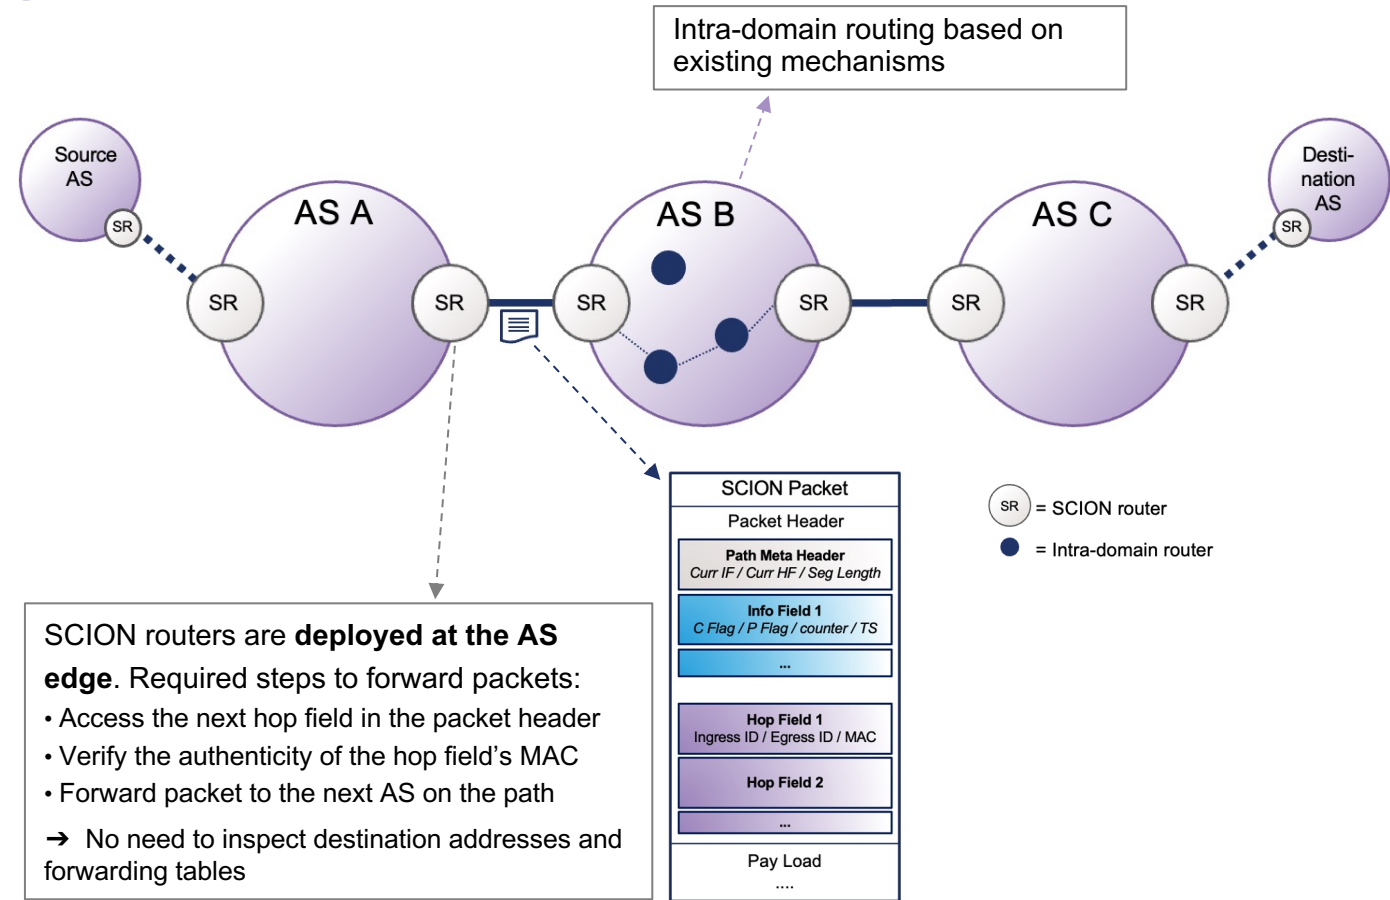 Intra-domain routing based on
existing mechanisms
Source
AS
SR
AS A
SR
SR
AS B
SR
SR
AS C
SR
SR
Desti-
nation
AS
SR
SCION Packet
Packet Header
Path Meta Header
Curr IF / Curr HF / Seg Length
Info Field 1
C Flag / P Flag / counter / TS
...
Hop Field 1
Ingress ID / Egress ID / MAC
Hop Field 2
...
Pay Load
....
SR = SCION router
= Intra-domain router
SCION routers are deployed at the AS
edge. Required steps to forward packets:
• Access the next hop field in the packet header
• Verify the authenticity of the hop field's MAC
• Forward packet to the next AS on the path
➔ No need to inspect destination addresses and
forwarding tables